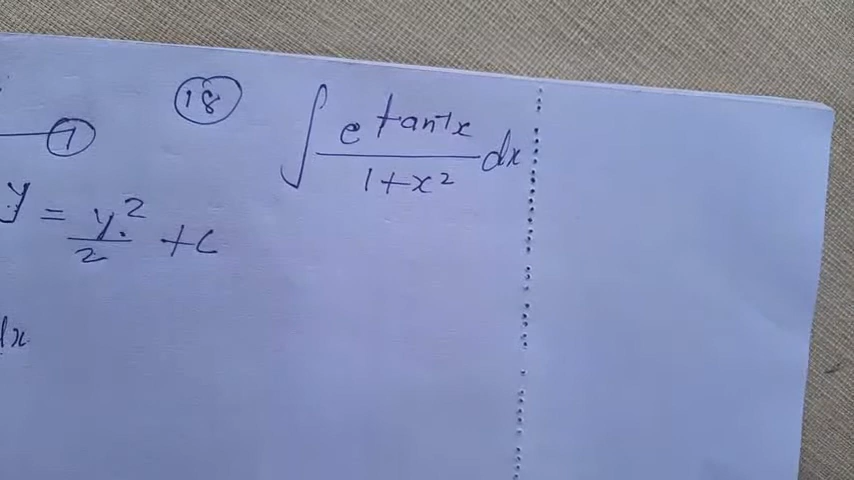 (18) ∫ e^{tan⁻¹x} / (1+x²) dx
(1)
y = y²/2 + c
dx